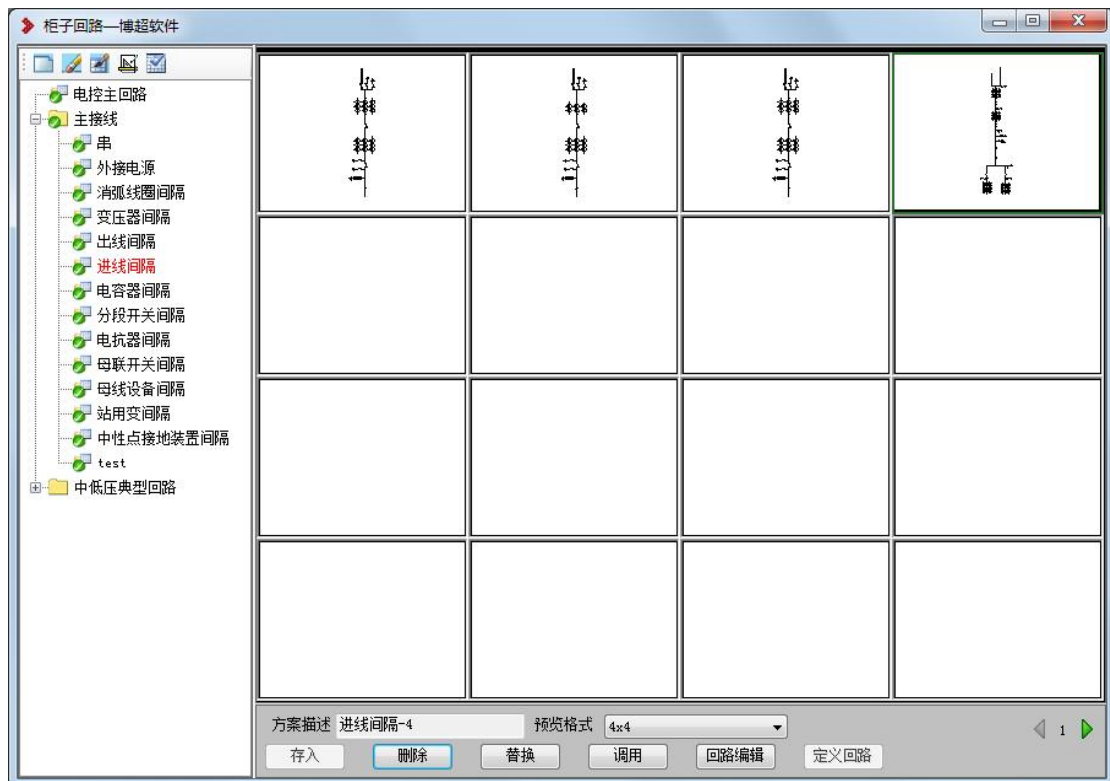 柜子回路—博超软件
电控主回路
主接线
串
外接电源
消弧线圈间隔
变压器间隔
出线间隔
进线间隔
电容器间隔
分段开关间隔
电抗器间隔
母联开关间隔
母线设备间隔
站用变间隔
中性点接地装置间隔
test
中低压典型回路
方案描述 进线间隔-4 预览格式 4x4 1
存入 删除 替换 调用 回路编辑 定义回路